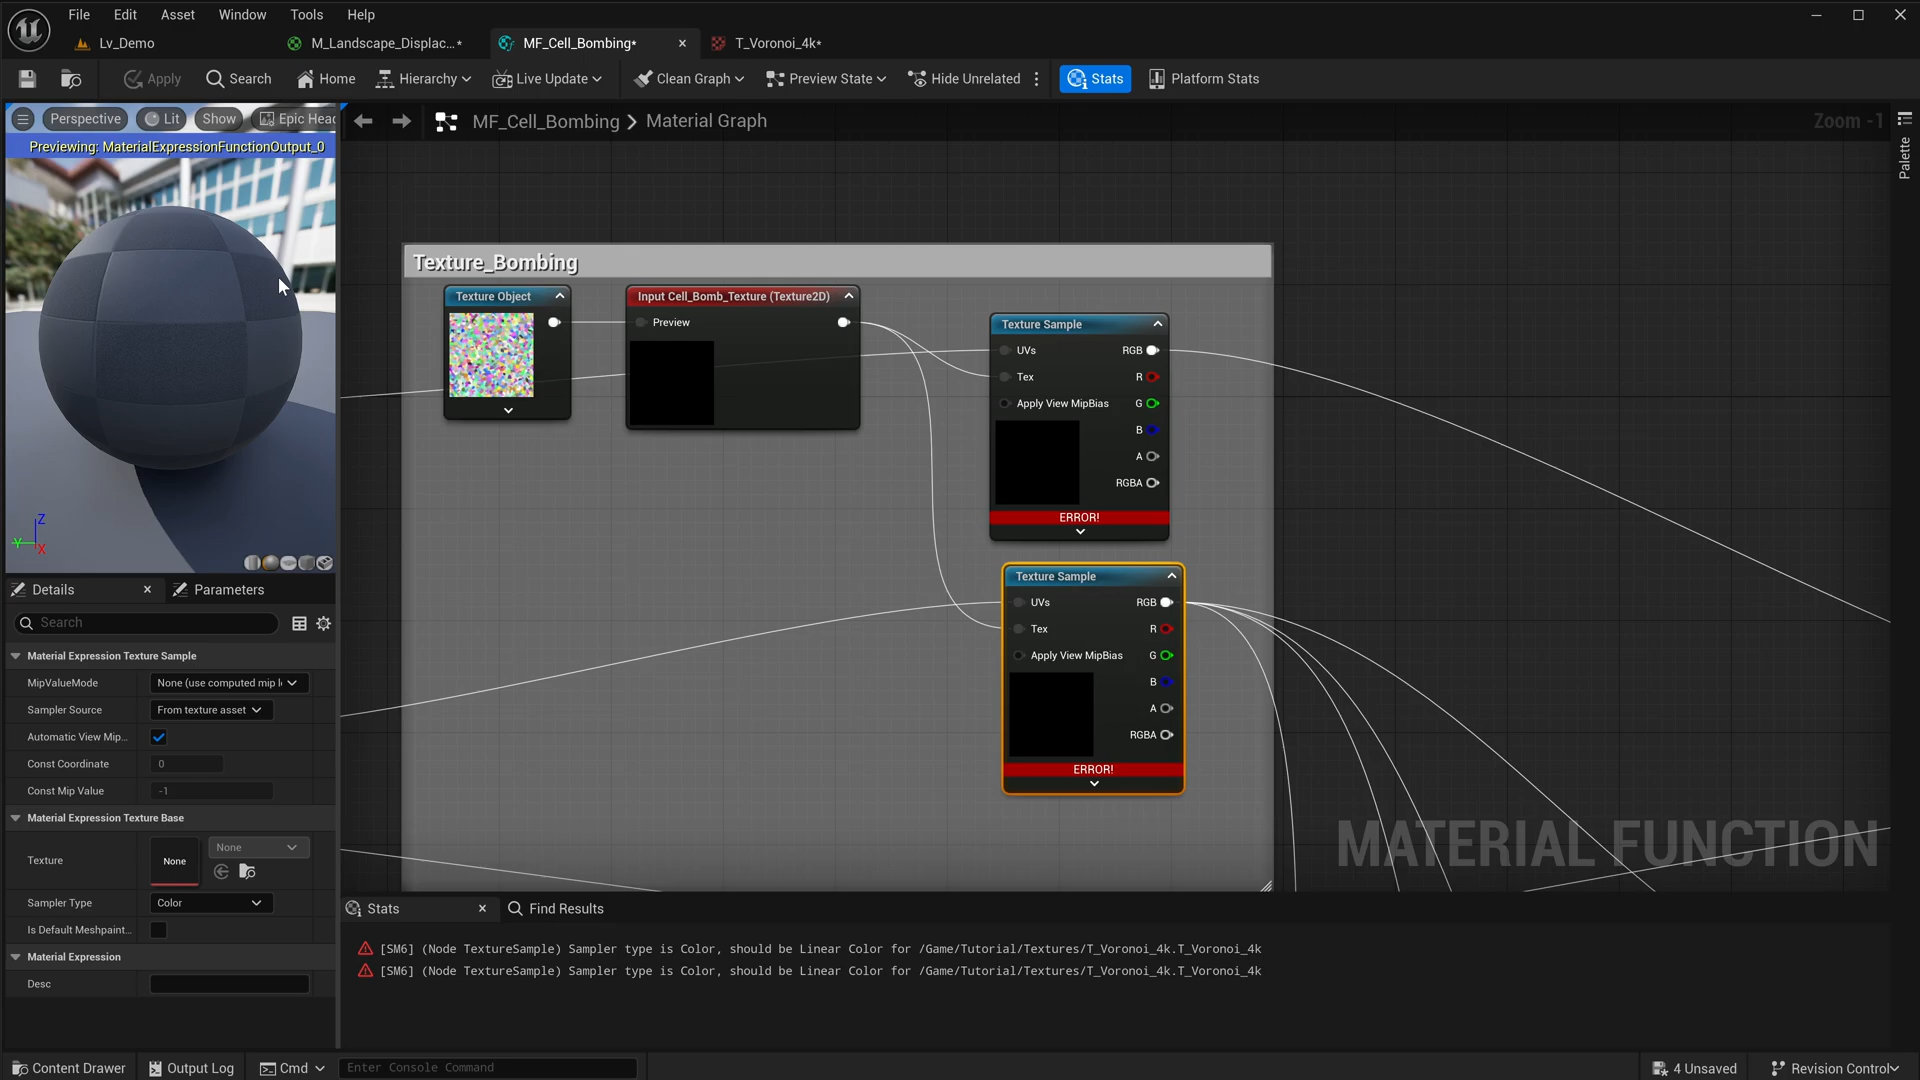 File Edit Asset Window Tools Help
Lv_Demo M_Landscape_Displac...* MF_Cell_Bombing* T_Voronoi_4k*
Apply Search Home Hierarchy Live Update Clean Graph Preview State Hide Unrelated Stats Platform Stats
Perspective Lit Show Epic Head
MF_Cell_Bombing Material Graph Zoom -1
Previewing: MaterialExpressionFunctionOutput_0
Palette
Texture_Bombing
Texture Object
Input Cell_Bomb_Texture (Texture2D)
Preview
Texture Sample
UVs RGB
Tex R
Apply View MipBias G
B
A
RGBA
ERROR!
Texture Sample
UVs RGB
Tex R
Apply View MipBias G
B
A
RGBA
ERROR!
MATERIAL FUNCTION
Z
Y
X
Details Parameters
Search
Material Expression Texture Sample
MipValueMode None (use computed mip l
Sampler Source From texture asset
Automatic View Mip...
Const Coordinate 0
Const Mip Value -1
Material Expression Texture Base
Texture None None
Sampler Type Color
Is Default Meshpaint...
Material Expression
Desc
Stats Find Results
[SM6] (Node TextureSample) Sampler type is Color, should be Linear Color for /Game/Tutorial/Textures/T_Voronoi_4k.T_Voronoi_4k
[SM6] (Node TextureSample) Sampler type is Color, should be Linear Color for /Game/Tutorial/Textures/T_Voronoi_4k.T_Voronoi_4k
Content Drawer Output Log Cmd Enter Console Command 4 Unsaved Revision Control